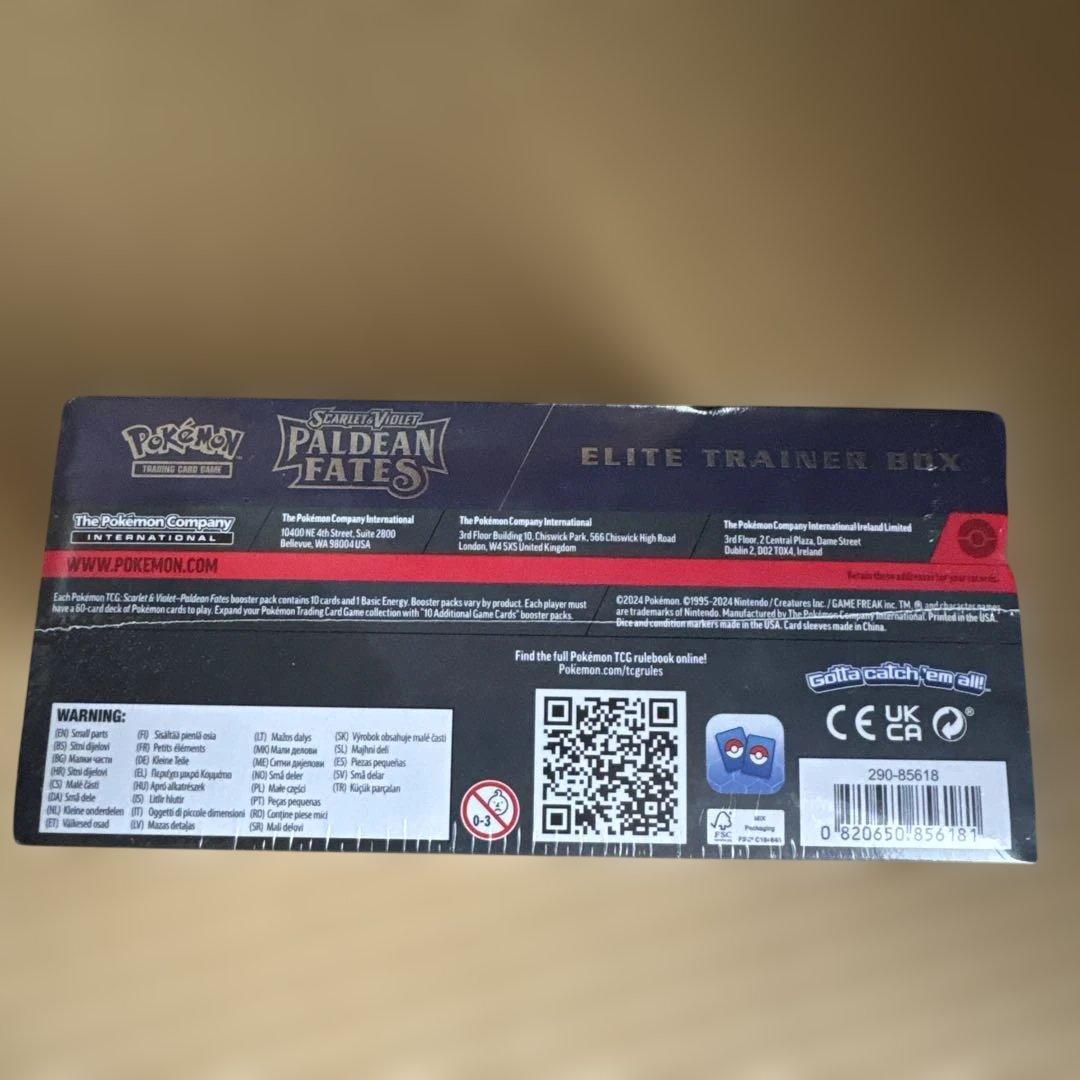 Pokémon
TRADING CARD GAME
SCARLET & VIOLET
PALDEAN
FATES
ELITE TRAINER BOX
The Pokémon Company
INTERNATIONAL
The Pokémon Company International
10400 NE 4th Street, Suite 2800
Bellevue, WA 98004 USA
The Pokémon Company International
3rd Floor Building 10, Chiswick Park, 566 Chiswick High Road
London, W4 5XS United Kingdom
The Pokémon Company International Ireland Limited
3rd Floor, 2 Central Plaza, Dame Street
Dublin 2, D02 T0X4, Ireland
WWW.POKEMON.COM
Retain these addresses for your records.
Each Pokémon TCG: Scarlet & Violet—Paldean Fates booster pack contains 10 cards and 1 Basic Energy. Booster packs vary by product. Each player must
have a 60-card deck of Pokémon cards to play. Expand your Pokémon Trading Card Game collection with "10 Additional Game Cards" booster packs.
©2024 Pokémon. ©1995–2024 Nintendo / Creatures Inc. / GAME FREAK inc. TM, ® and character names
are trademarks of Nintendo. Manufactured by The Pokémon Company International. Printed in the USA.
Dice and condition markers made in the USA. Card sleeves made in China.
Find the full Pokémon TCG rulebook online!
Pokemon.com/tcgrules
Gotta catch 'em all!
CE UK
CA
WARNING:
(EN) Small parts
(BS) Sitni dijelovi
(BG) Малки части
(HR) Sitni dijelovi
(CS) Malé části
(DA) Små dele
(NL) Kleine onderdelen
(ET) Väikesed osad
(FI) Sisältää pieniä osia
(FR) Petits éléments
(DE) Kleine Teile
(EL) Περιέχει μικρά Κομμάτια
(HU) Apró alkatrészek
(IS) Litlir hlutir
(IT) Oggetti di piccole dimensioni
(LV) Mazas detaļas
(LT) Mažos dalys
(MK) Мали делови
(ME) Ситни дијелови
(NO) Små deler
(PL) Małe części
(PT) Peças pequenas
(RO) Conține piese mici
(SR) Mali delovi
(SK) Výrobok obsahuje malé časti
(SL) Majhni deli
(ES) Piezas pequeñas
(SV) Små delar
(TR) Küçük parçaları
0-3
FSC
MIX
Packaging
290-85618
0 820650 856181